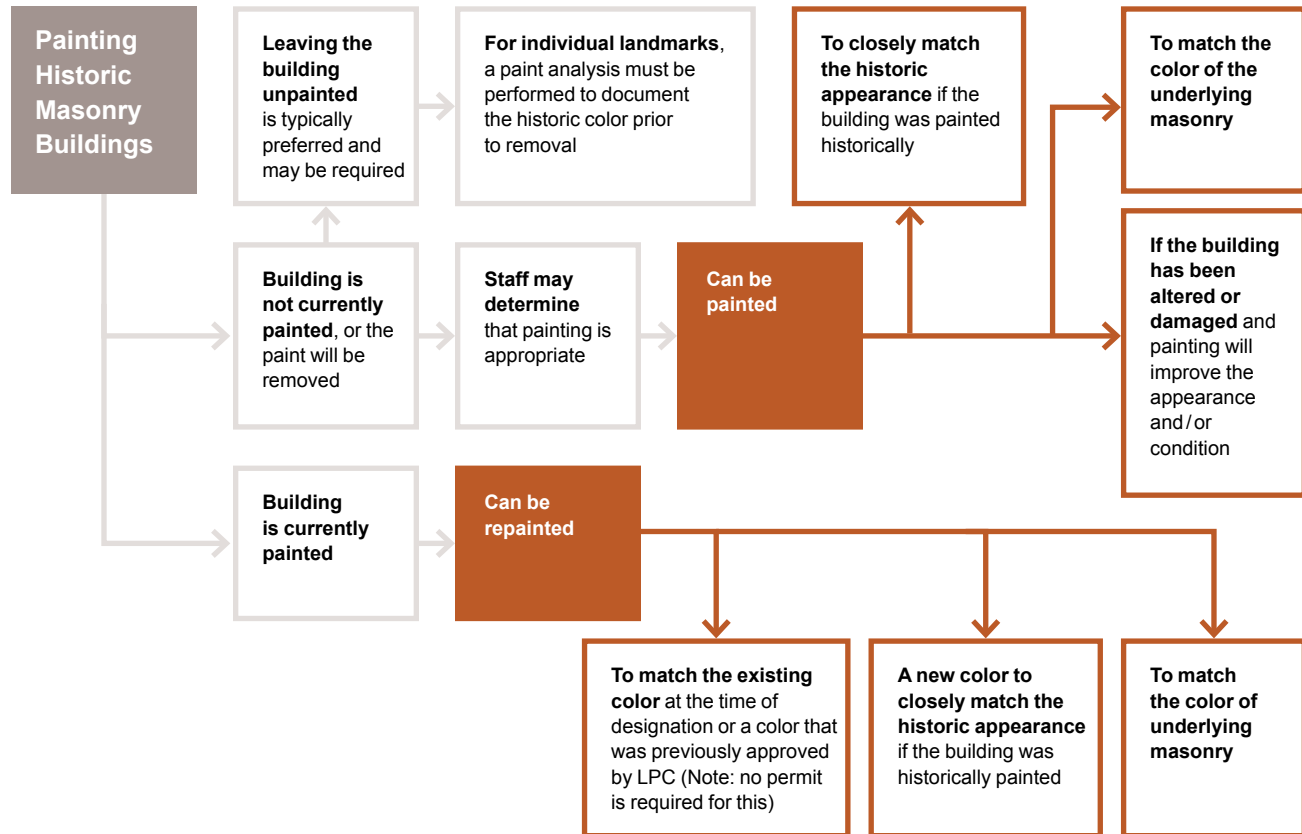 Painting
Historic
Masonry
Buildings
Leaving the
building
unpainted
is typically
preferred and
may be required
For individual landmarks,
a paint analysis must be
performed to document
the historic color prior
to removal
To closely match
the historic
appearance if the
building was painted
historically
To match the
color of the
underlying
masonry
Building is
not currently
painted, or the
paint will be
removed
Staff may
determine
that painting is
appropriate
Can be
painted
If the building
has been
altered or
damaged and
painting will
improve the
appearance
and/or
condition
Building
is currently
painted
Can be
repainted
To match the existing
color at the time of
designation or a color that
was previously approved
by LPC (Note: no permit
is required for this)
A new color to
closely match the
historic appearance
if the building was
historically painted
To match
the color of
underlying
masonry